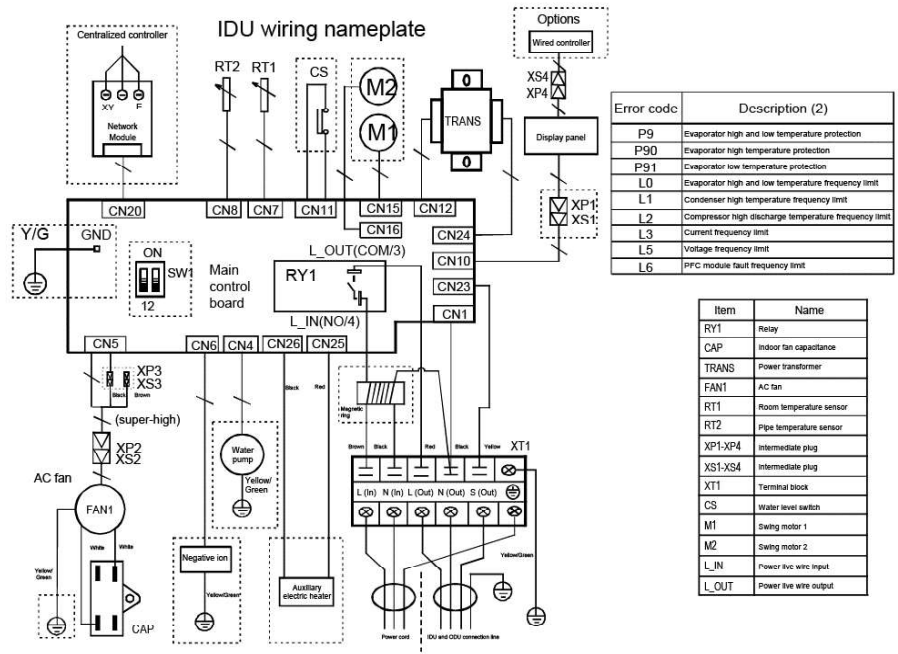 IDU wiring nameplate
Centralized controller
XY
F
Network
Module
RT2
RT1
CS
M2
M1
TRANS
Options
Wired controller
XS4
XP4
Display panel
XP1
XS1
CN20
CN8
CN7
CN11
CN15
CN12
CN16
CN24
CN10
CN23
CN1
Y/G
GND
ON
SW1
12
Main
control
board
L_OUT(COM/3)
RY1
L_IN(NO/4)
CN5
CN6
CN4
CN26
CN25
XP3
XS3
Black
Brown
(super-high)
XP2
XS2
AC fan
FAN1
White
White
Yellow/
Green
CAP
Water
pump
Yellow/
Green
Negative ion
Yellow/Green
Black
Red
Auxiliary
electric heater
Magnetic
ring
Brown
Black
Red
Black
Yellow
XT1
L (In)
N (In)
L (Out)
N (Out)
S (Out)
Yellow/Green
Power cord
IDU and ODU connection line
Error code Description (2)
P9 Evaporator high and low temperature protection
P90 Evaporator high temperature protection
P91 Evaporator low temperature protection
L0 Evaporator high and low temperature frequency limit
L1 Condenser high temperature frequency limit
L2 Compressor high discharge temperature frequency limit
L3 Current frequency limit
L5 Voltage frequency limit
L6 PFC module fault frequency limit
Item Name
RY1 Relay
CAP Indoor fan capacitance
TRANS Power transformer
FAN1 AC fan
RT1 Room temperature sensor
RT2 Pipe temperature sensor
XP1-XP4 Intermediate plug
XS1-XS4 Intermediate plug
XT1 Terminal block
CS Water level switch
M1 Swing motor 1
M2 Swing motor 2
L_IN Power live wire input
L_OUT Power live wire output